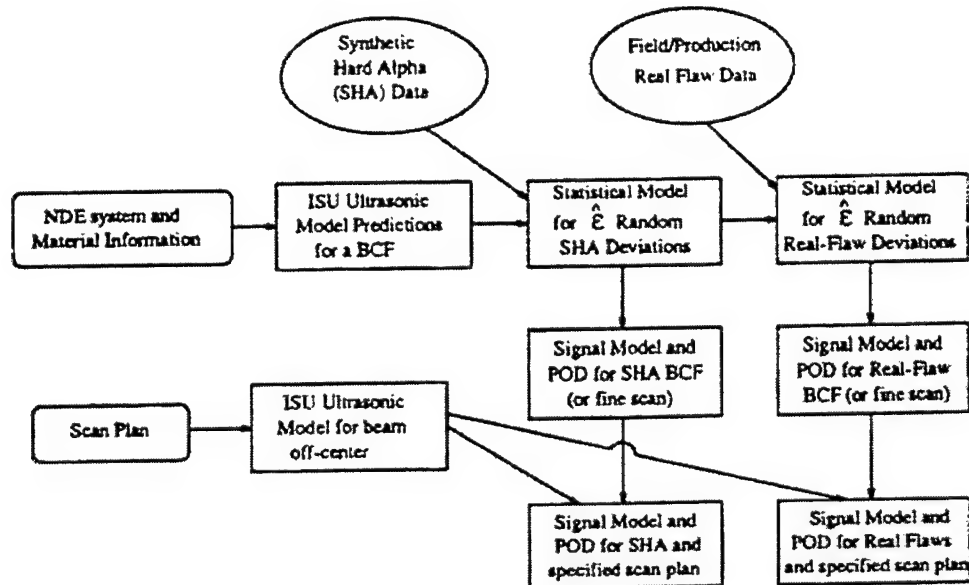 Synthetic
Hard Alpha
(SHA) Data
Field/Production
Real Flaw Data
NDE system and
Material Information
ISU Ultrasonic
Model Predictions
for a BCF
Statistical Model
for ε̂ Random
SHA Deviations
Statistical Model
for ε̂ Random
Real-Flaw Deviations
Signal Model and
POD for SHA BCF
(or fine scan)
Signal Model and
POD for Real-Flaw
BCF (or fine scan)
Scan Plan
ISU Ultrasonic
Model for beam
off-center
Signal Model and
POD for SHA and
specified scan plan
Signal Model and
POD for Real Flaws
and specified scan plan